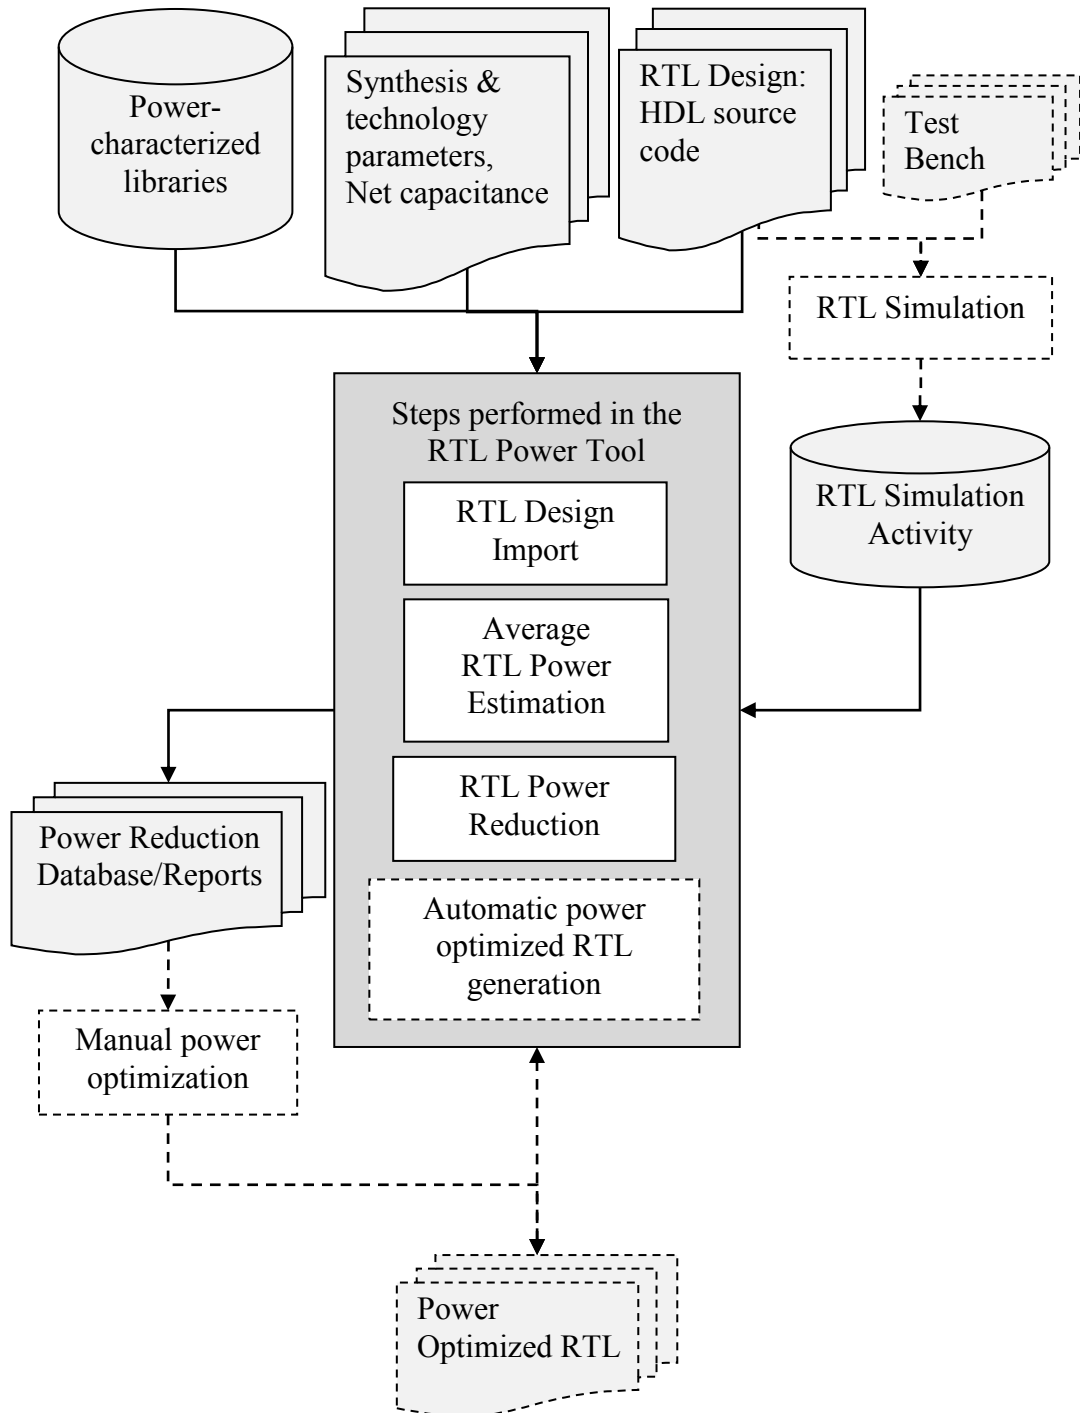 Power-
characterized
libraries
Synthesis &
technology
parameters,
Net capacitance
RTL Design:
HDL source
code
Test
Bench
RTL Simulation
Steps performed in the
RTL Power Tool
RTL Design
Import
RTL Simulation
Activity
Average
RTL Power
Estimation
RTL Power
Reduction
Power Reduction
Database/Reports
Automatic power
optimized RTL
generation
Manual power
optimization
Power
Optimized RTL